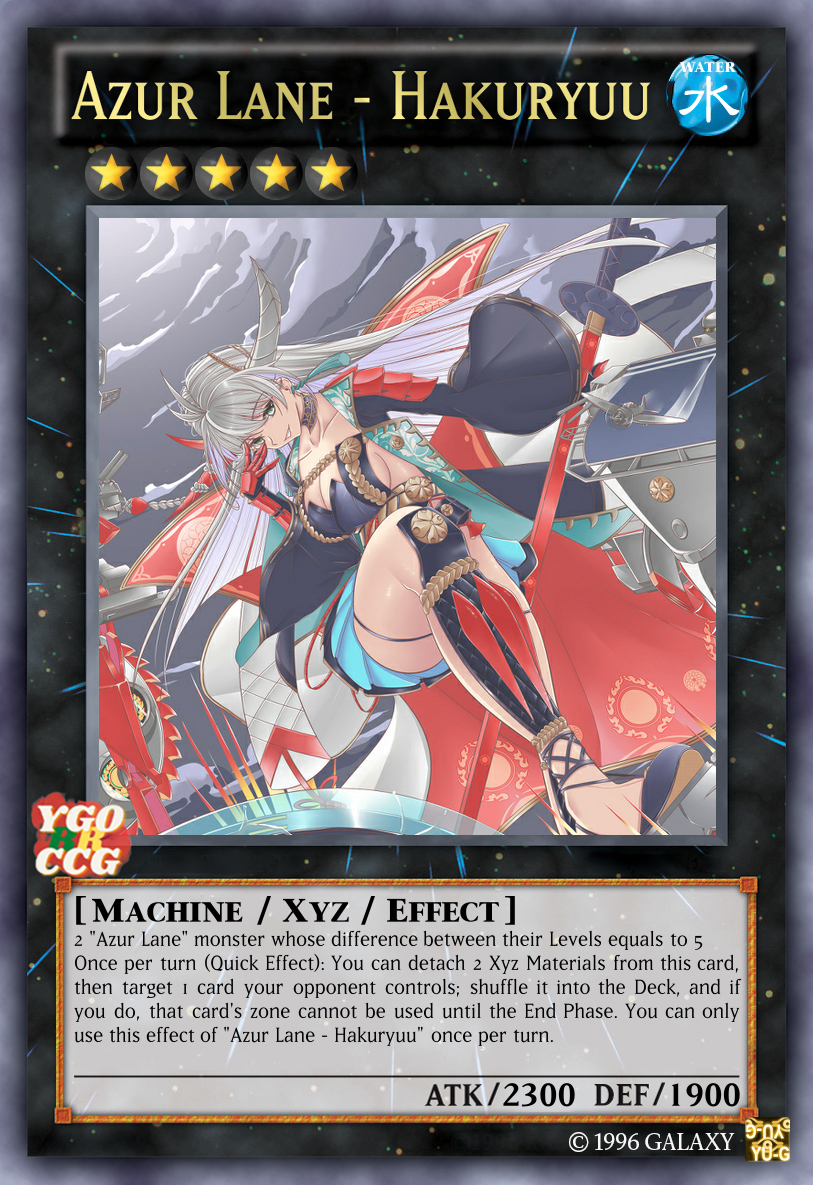 AZUR LANE - HAKURYUU
WATER
水
YGO
BR
CCG
[ MACHINE / XYZ / EFFECT ]
2 "Azur Lane" monster whose difference between their Levels equals to 5
Once per turn (Quick Effect): You can detach 2 Xyz Materials from this card,
then target 1 card your opponent controls; shuffle it into the Deck, and if
you do, that card's zone cannot be used until the End Phase. You can only
use this effect of "Azur Lane - Hakuryuu" once per turn.
ATK/2300 DEF/1900
© 1996 GALAXY
YU-G